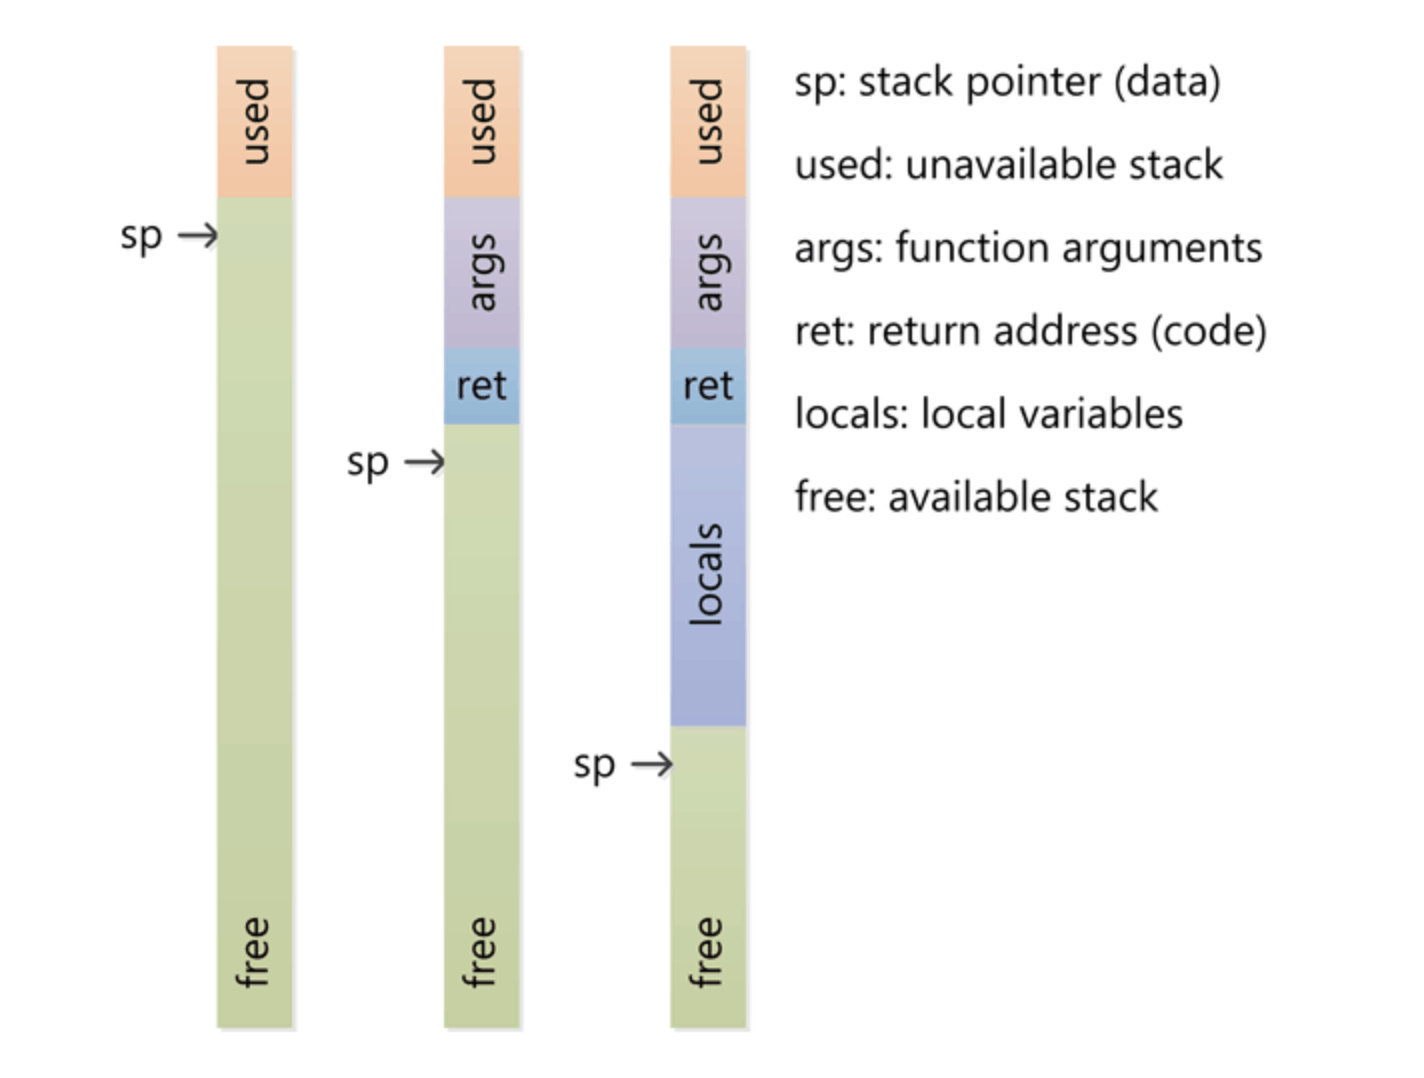 used
sp →
free
used
args
ret
sp →
free
used
args
ret
locals
sp →
free
sp: stack pointer (data)
used: unavailable stack
args: function arguments
ret: return address (code)
locals: local variables
free: available stack